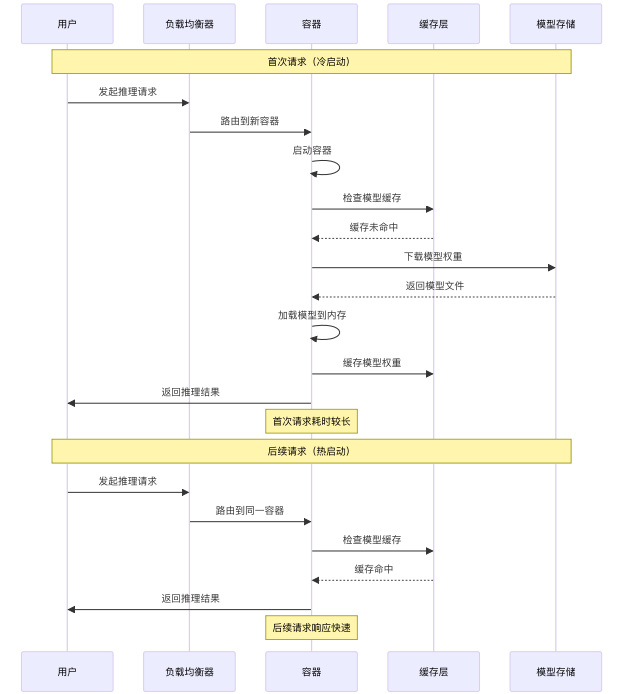 用户
负载均衡器
容器
缓存层
模型存储
首次请求（冷启动）
发起推理请求
路由到新容器
启动容器
检查模型缓存
缓存未命中
下载模型权重
返回模型文件
加载模型到内存
缓存模型权重
返回推理结果
首次请求耗时较长
后续请求（热启动）
发起推理请求
路由到同一容器
检查模型缓存
缓存命中
返回推理结果
后续请求响应快速
用户
负载均衡器
容器
缓存层
模型存储